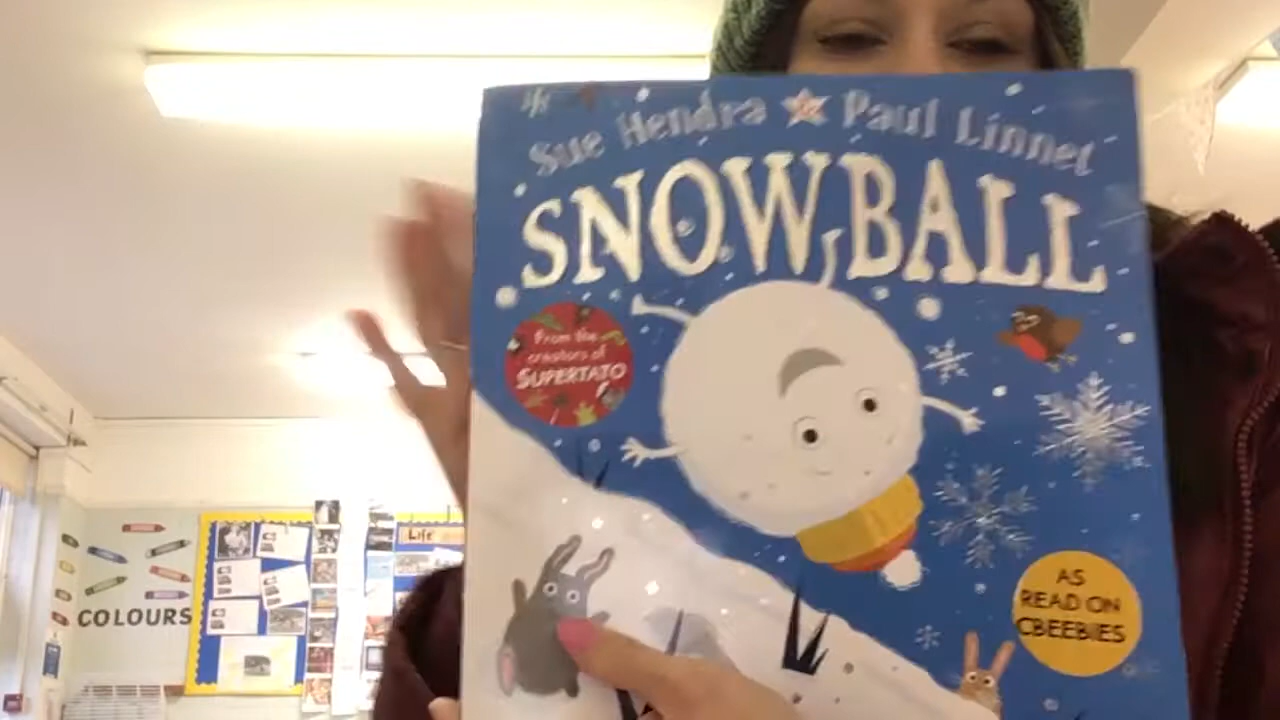 Sue Hendra Paul Linnet
SNOWBALL
From the
creators of
SUPERTATO
AS
READ ON
CBEEBIES
Life
COLOURS